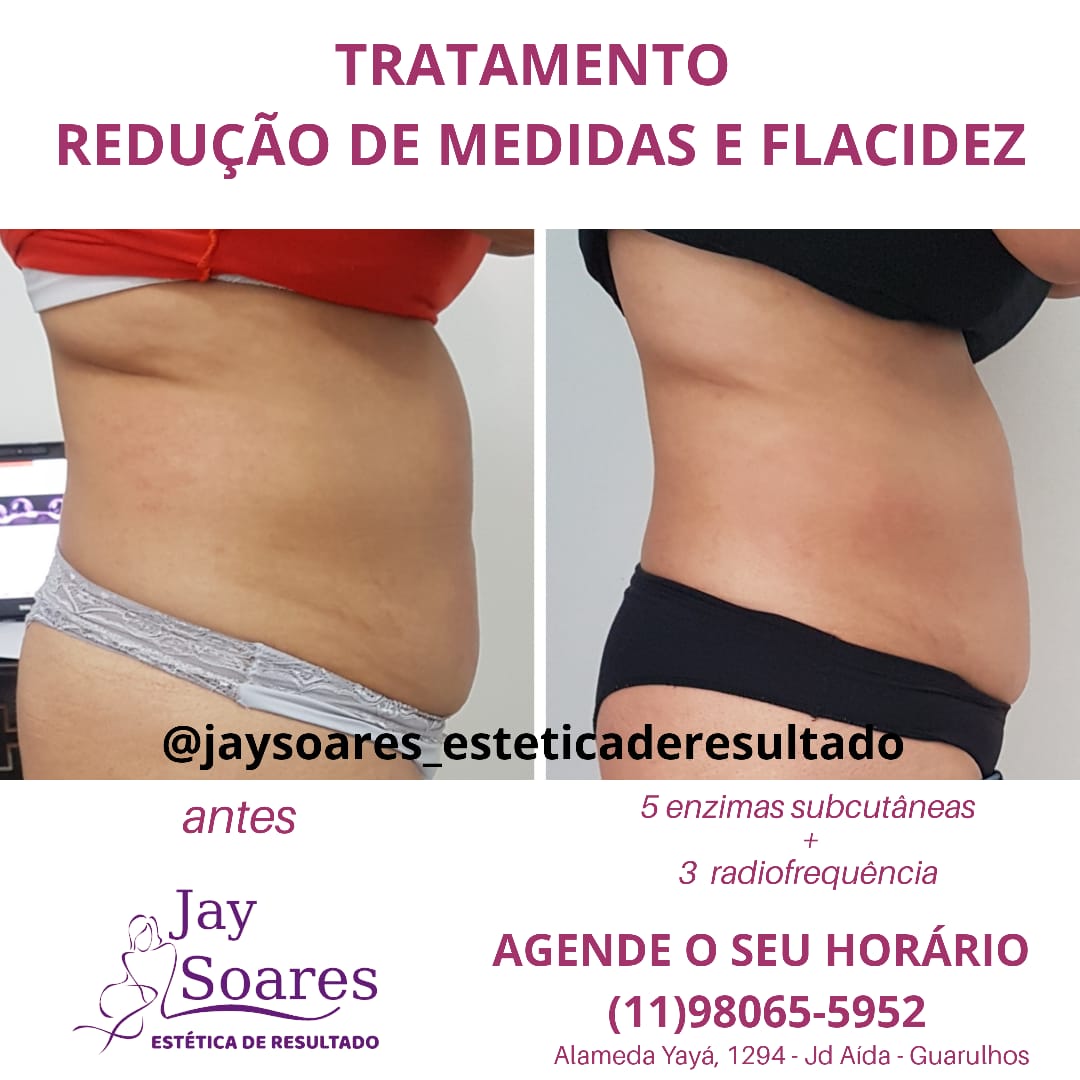 TRATAMENTO
REDUÇÃO DE MEDIDAS E FLACIDEZ
@jaysoares_esteticaderesultado
antes
5 enzimas subcutâneas
+
3 radiofrequência
Jay
Soares
ESTÉTICA DE RESULTADO
AGENDE O SEU HORÁRIO
(11)98065-5952
Alameda Yayá, 1294 - Jd Aída - Guarulhos